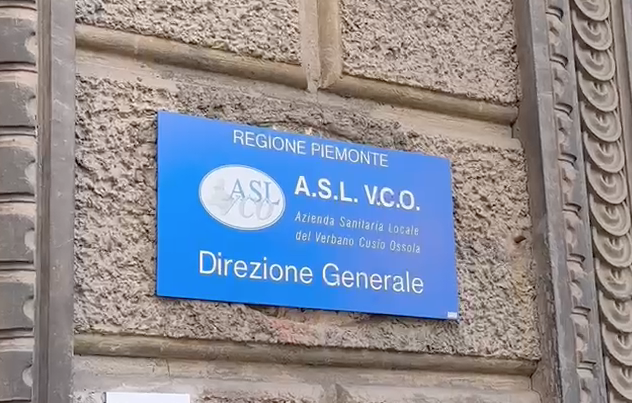 REGIONE PIEMONTE
ASL
VCO
A.S.L. V.C.O.
Azienda Sanitaria Locale
del Verbano Cusio Ossola
Direzione Generale